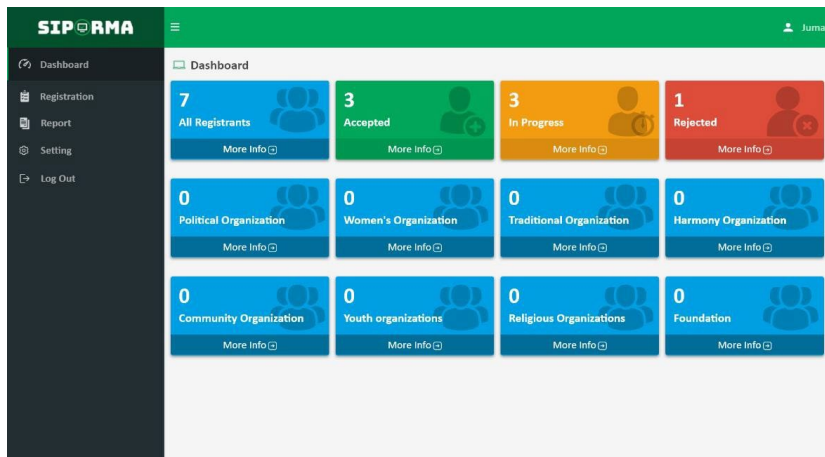 SIPORMA
Juma
Dashboard
Registration
Report
Setting
Log Out
Dashboard
7
All Registrants
More Info
3
Accepted
More Info
3
In Progress
More Info
1
Rejected
More Info
0
Political Organization
More Info
0
Women's Organization
More Info
0
Traditional Organization
More Info
0
Harmony Organization
More Info
0
Community Organization
More Info
0
Youth organizations
More Info
0
Religious Organizations
More Info
0
Foundation
More Info